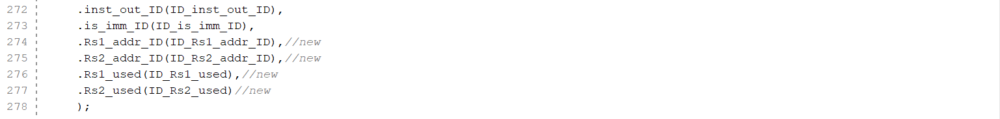 272 .inst_out_ID(ID_inst_out_ID),
273 .is_imm_ID(ID_is_imm_ID),
274 .Rs1_addr_ID(ID_Rs1_addr_ID),//new
275 .Rs2_addr_ID(ID_Rs2_addr_ID),//new
276 .Rs1_used(ID_Rs1_used),//new
277 .Rs2_used(ID_Rs2_used)//new
278 );